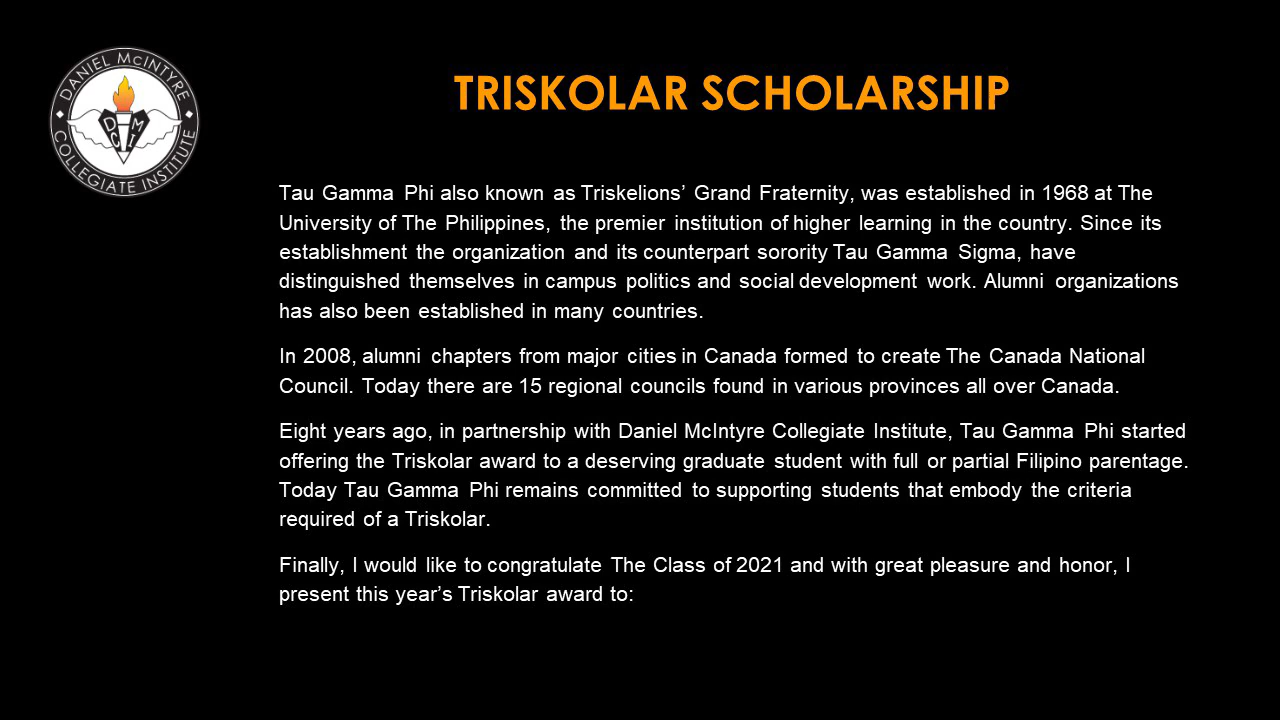 DANIEL McINTYRE
COLLEGIATE INSTITUTE
D M
C I
TRISKOLAR SCHOLARSHIP
Tau Gamma Phi also known as Triskelions’ Grand Fraternity, was established in 1968 at The
University of The Philippines, the premier institution of higher learning in the country. Since its
establishment the organization and its counterpart sorority Tau Gamma Sigma, have
distinguished themselves in campus politics and social development work. Alumni organizations
has also been established in many countries.
In 2008, alumni chapters from major cities in Canada formed to create The Canada National
Council. Today there are 15 regional councils found in various provinces all over Canada.
Eight years ago, in partnership with Daniel McIntyre Collegiate Institute, Tau Gamma Phi started
offering the Triskolar award to a deserving graduate student with full or partial Filipino parentage.
Today Tau Gamma Phi remains committed to supporting students that embody the criteria
required of a Triskolar.
Finally, I would like to congratulate The Class of 2021 and with great pleasure and honor, I
present this year’s Triskolar award to: